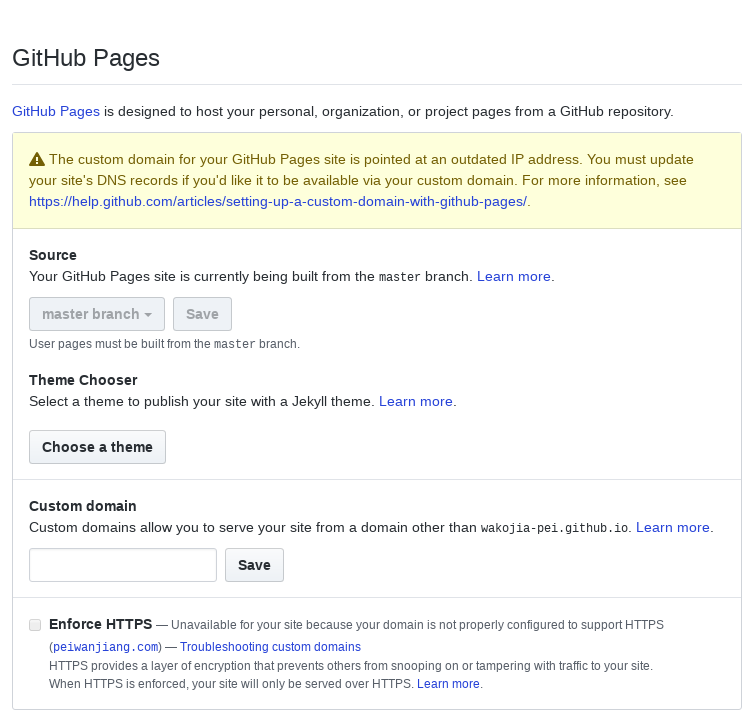 GitHub Pages
GitHub Pages is designed to host your personal, organization, or project pages from a GitHub repository.
The custom domain for your GitHub Pages site is pointed at an outdated IP address. You must update
your site's DNS records if you'd like it to be available via your custom domain. For more information, see
https://help.github.com/articles/setting-up-a-custom-domain-with-github-pages/.
Source
Your GitHub Pages site is currently being built from the master branch. Learn more.
master branch Save
User pages must be built from the master branch.
Theme Chooser
Select a theme to publish your site with a Jekyll theme. Learn more.
Choose a theme
Custom domain
Custom domains allow you to serve your site from a domain other than wakojia-pei.github.io. Learn more.
Save
Enforce HTTPS — Unavailable for your site because your domain is not properly configured to support HTTPS
(peiwanjiang.com) — Troubleshooting custom domains
HTTPS provides a layer of encryption that prevents others from snooping on or tampering with traffic to your site.
When HTTPS is enforced, your site will only be served over HTTPS. Learn more.